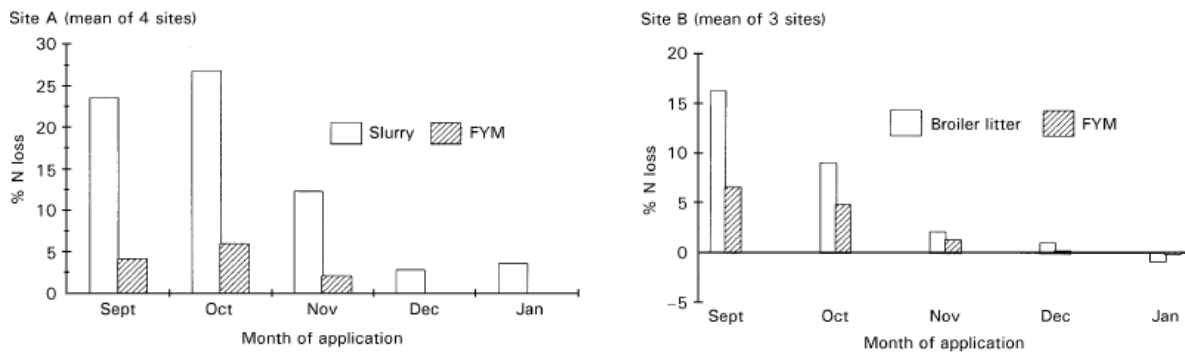 Site A (mean of 4 sites)
30
25
20
15
10
5
0
% N loss
Slurry
FYM
Sept Oct Nov Dec Jan
Month of application
Site B (mean of 3 sites)
20
15
10
5
0
−5
% N loss
Broiler litter
FYM
Sept Oct Nov Dec Jan
Month of application